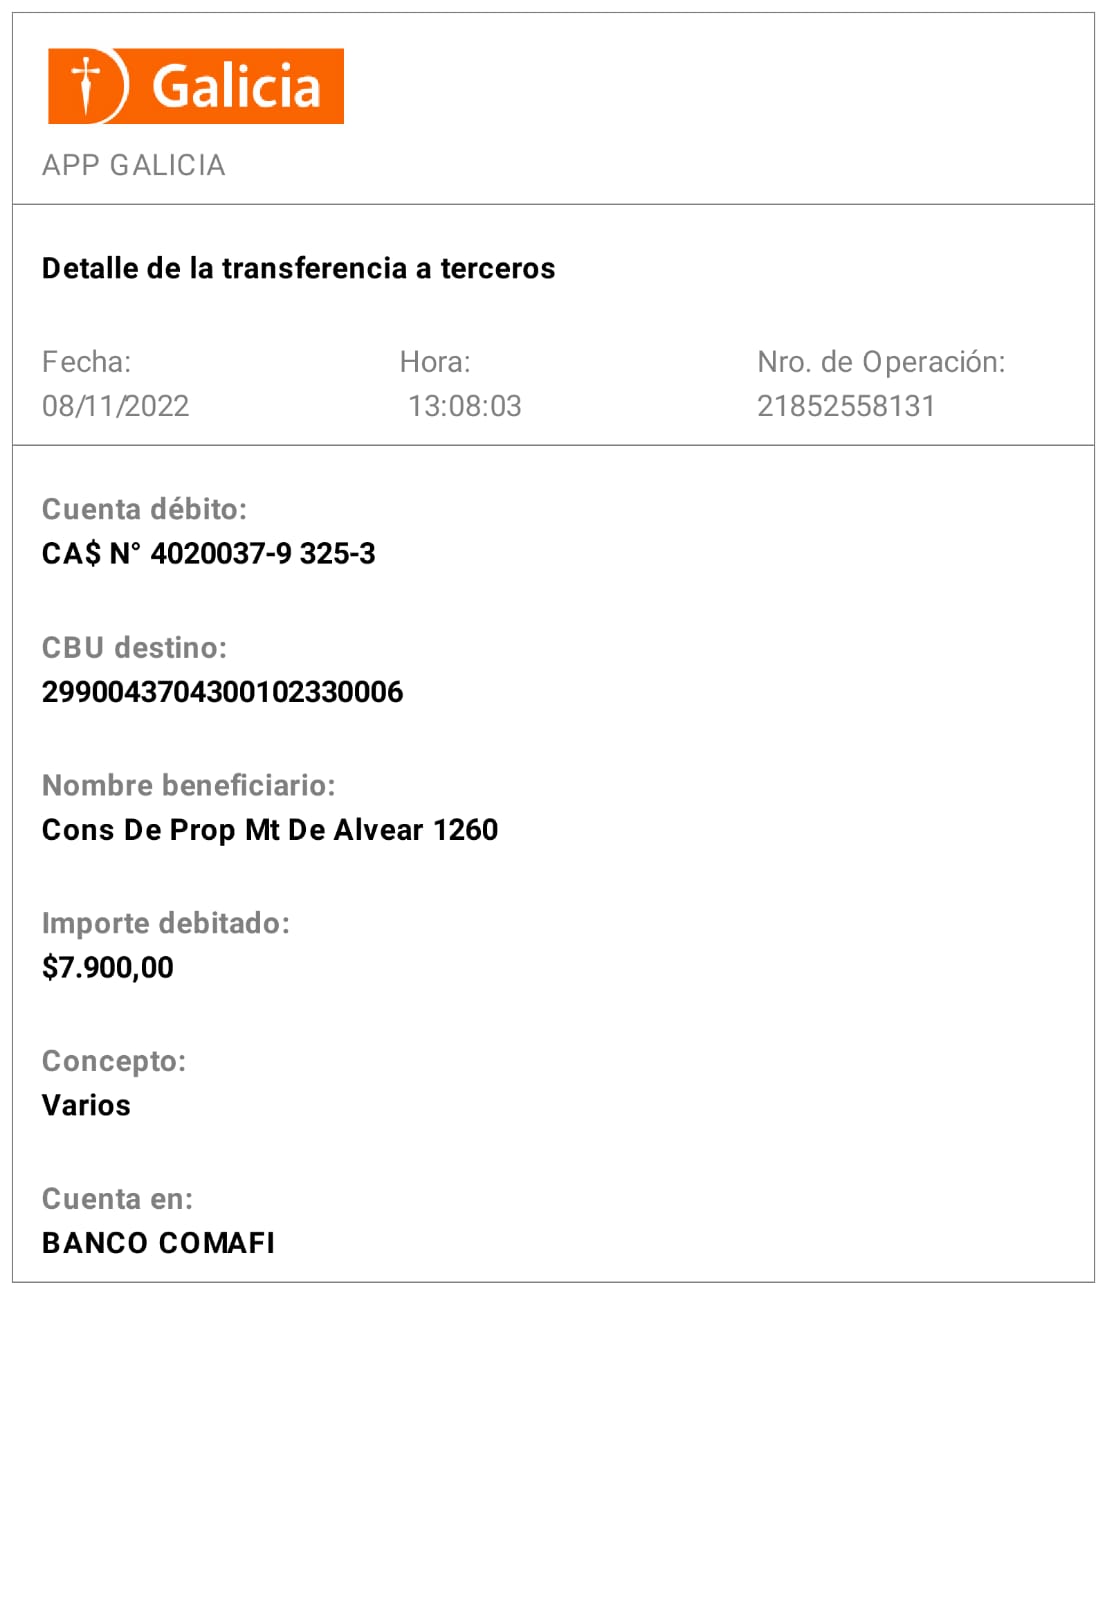 Galicia
APP GALICIA
Detalle de la transferencia a terceros
Fecha: Hora: Nro. de Operación:
08/11/2022 13:08:03 21852558131
Cuenta débito:
CA$ N° 4020037-9 325-3
CBU destino:
2990043704300102330006
Nombre beneficiario:
Cons De Prop Mt De Alvear 1260
Importe debitado:
$7.900,00
Concepto:
Varios
Cuenta en:
BANCO COMAFI